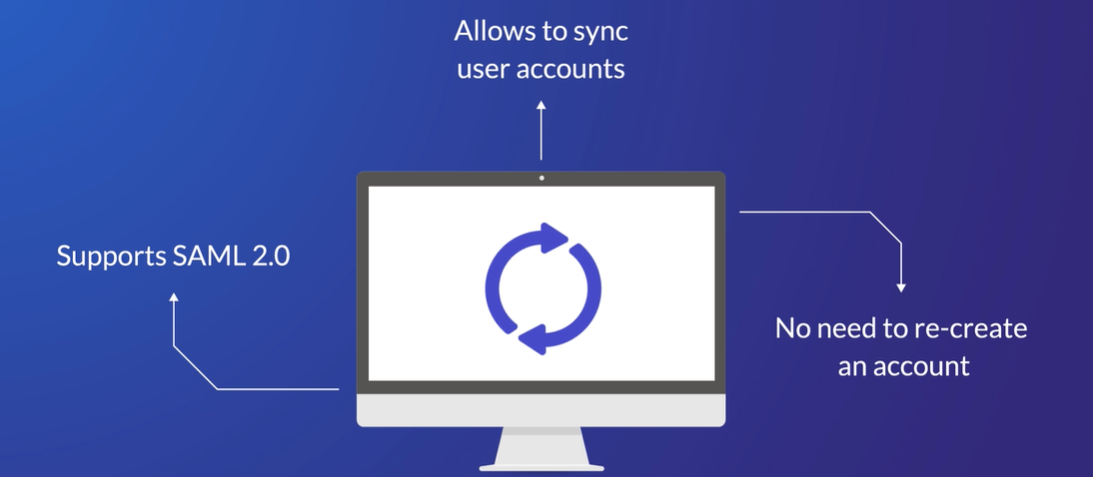 Allows to sync
user accounts
Supports SAML 2.0
No need to re-create
an account